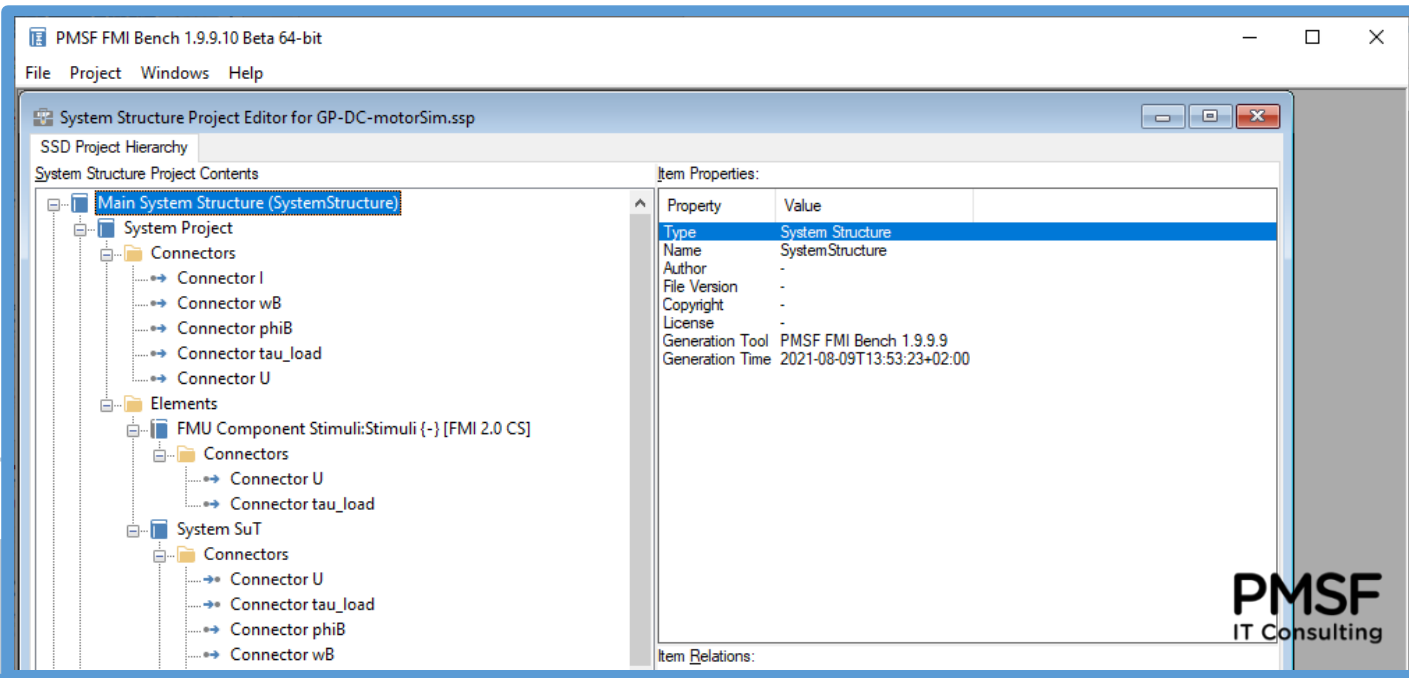 PMSF FMI Bench 1.9.9.10 Beta 64-bit
File Project Windows Help
System Structure Project Editor for GP-DC-motorSim.ssp
SSD Project Hierarchy
System Structure Project Contents
Main System Structure (SystemStructure)
System Project
Connectors
Connector I
Connector wB
Connector phiB
Connector tau_load
Connector U
Elements
FMU Component Stimuli:Stimuli {-} [FMI 2.0 CS]
Connectors
Connector U
Connector tau_load
System SuT
Connectors
Connector U
Connector tau_load
Connector phiB
Connector wB
Item Properties:
Property Value
Type System Structure
Name SystemStructure
Author -
File Version -
Copyright -
License -
Generation Tool PMSF FMI Bench 1.9.9.9
Generation Time 2021-08-09T13:53:23+02:00
Item Relations:
PMSF
IT Consulting